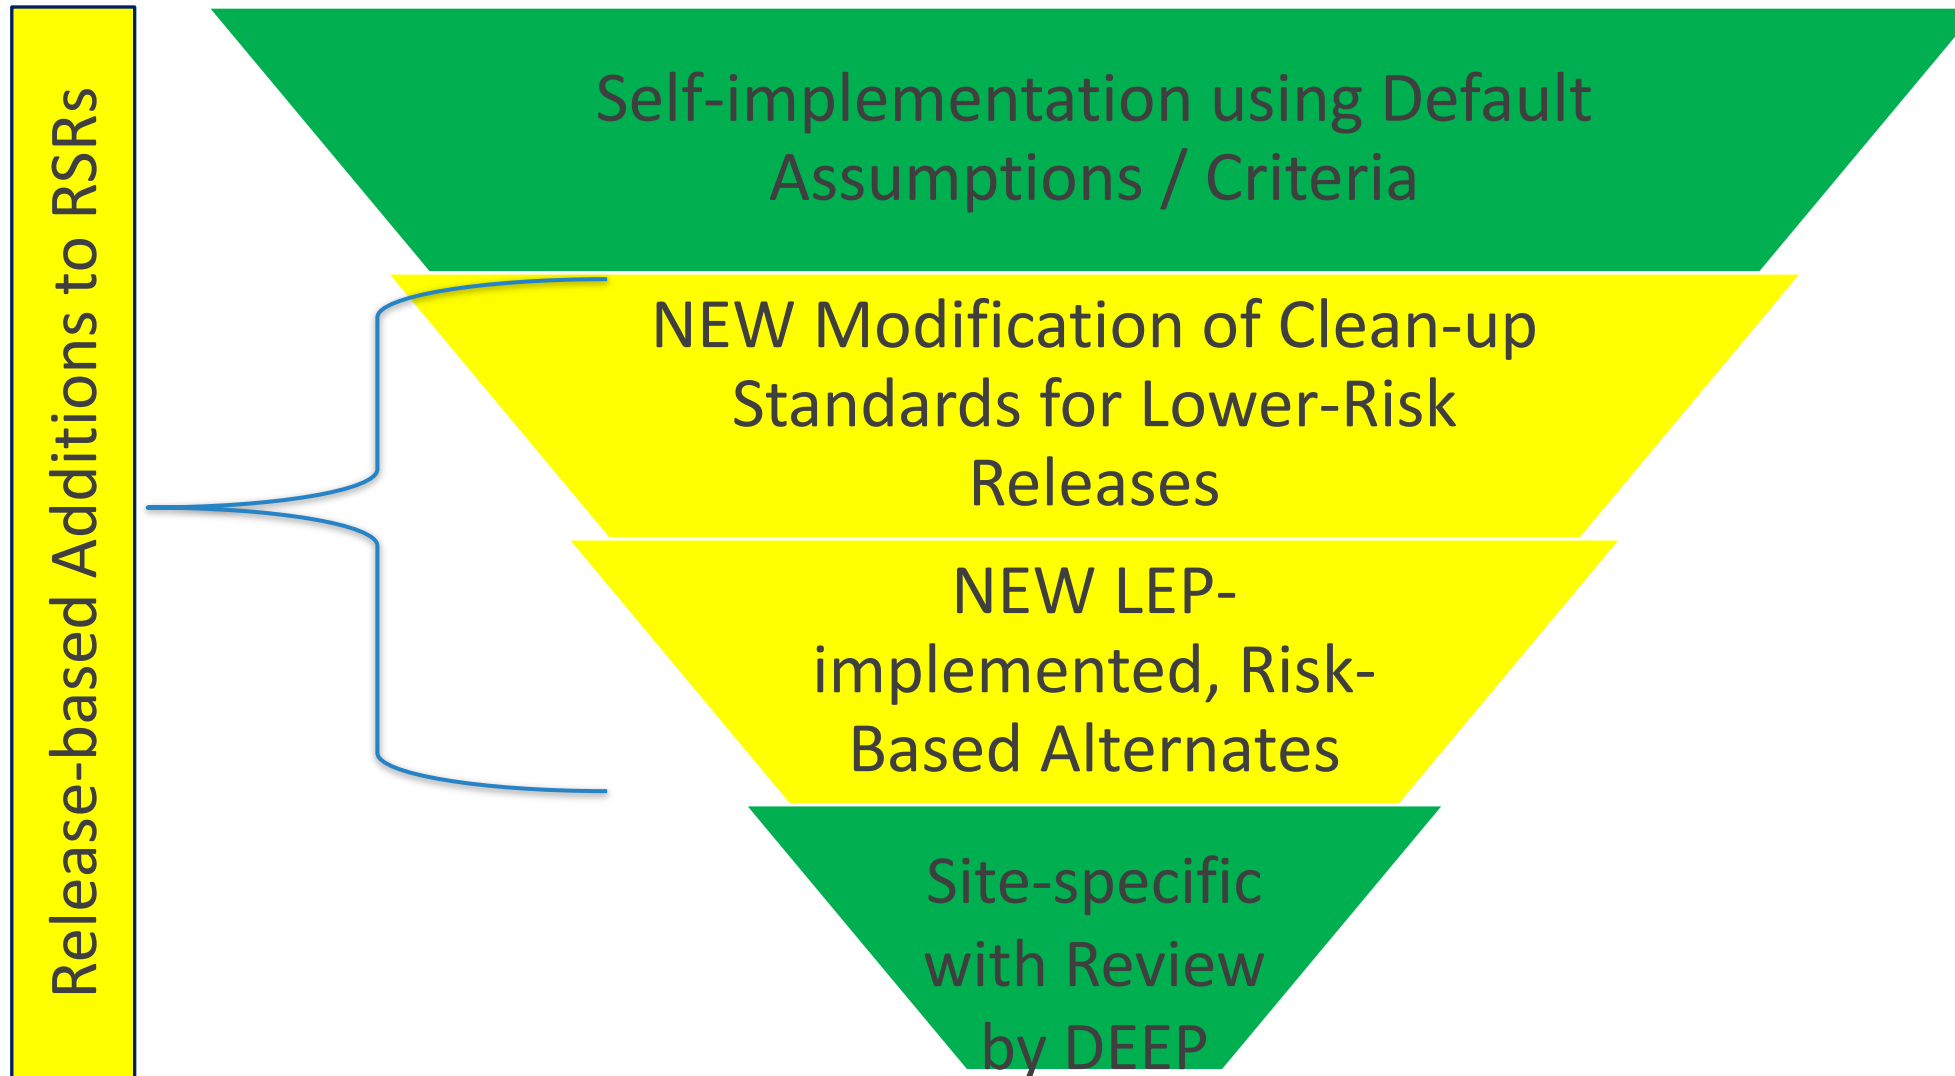 Release-based Additions to RSRs
Self-implementation using Default
Assumptions / Criteria
NEW Modification of Clean-up
Standards for Lower-Risk
Releases
NEW LEP-
implemented, Risk-
Based Alternates
Site-specific
with Review
by DEEP